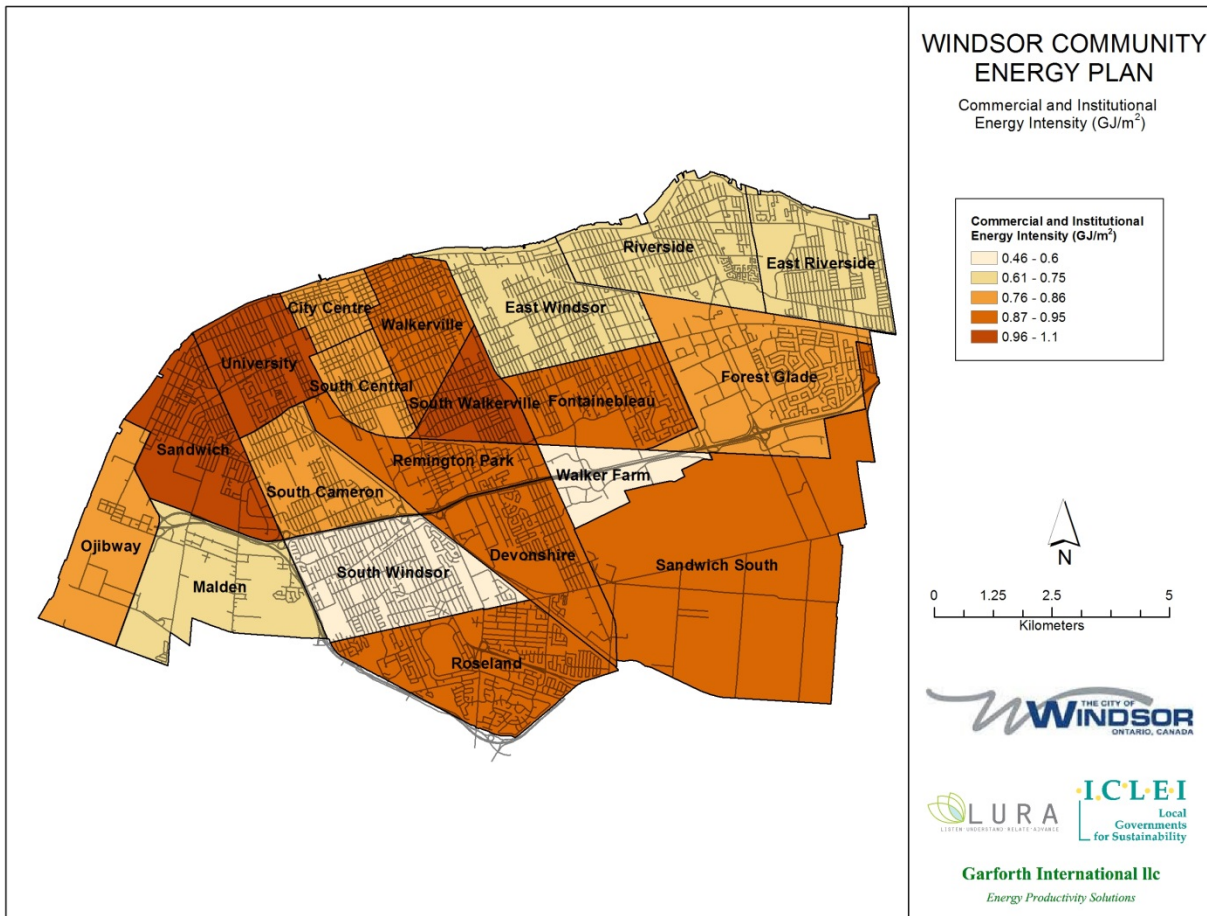 WINDSOR COMMUNITY
ENERGY PLAN
Commercial and Institutional
Energy Intensity (GJ/m²)
Commercial and Institutional
Energy Intensity (GJ/m²)
0.46 - 0.6
0.61 - 0.75
0.76 - 0.86
0.87 - 0.95
0.96 - 1.1
Riverside
East Riverside
City Centre
East Windsor
Walkerville
University
South Central
Forest Glade
South Walkerville
Fontainebleau
Sandwich
Remington Park
Walker Farm
South Cameron
Ojibway
Devonshire
Sandwich South
South Windsor
Malden
Roseland
N
0 1.25 2.5 5
Kilometers
THE CITY OF
WINDSOR
ONTARIO, CANADA
LURA
LISTEN·UNDERSTAND·RELATE·ADVANCE
I·C·L·E·I
Local
Governments
for Sustainability
Garforth International llc
Energy Productivity Solutions